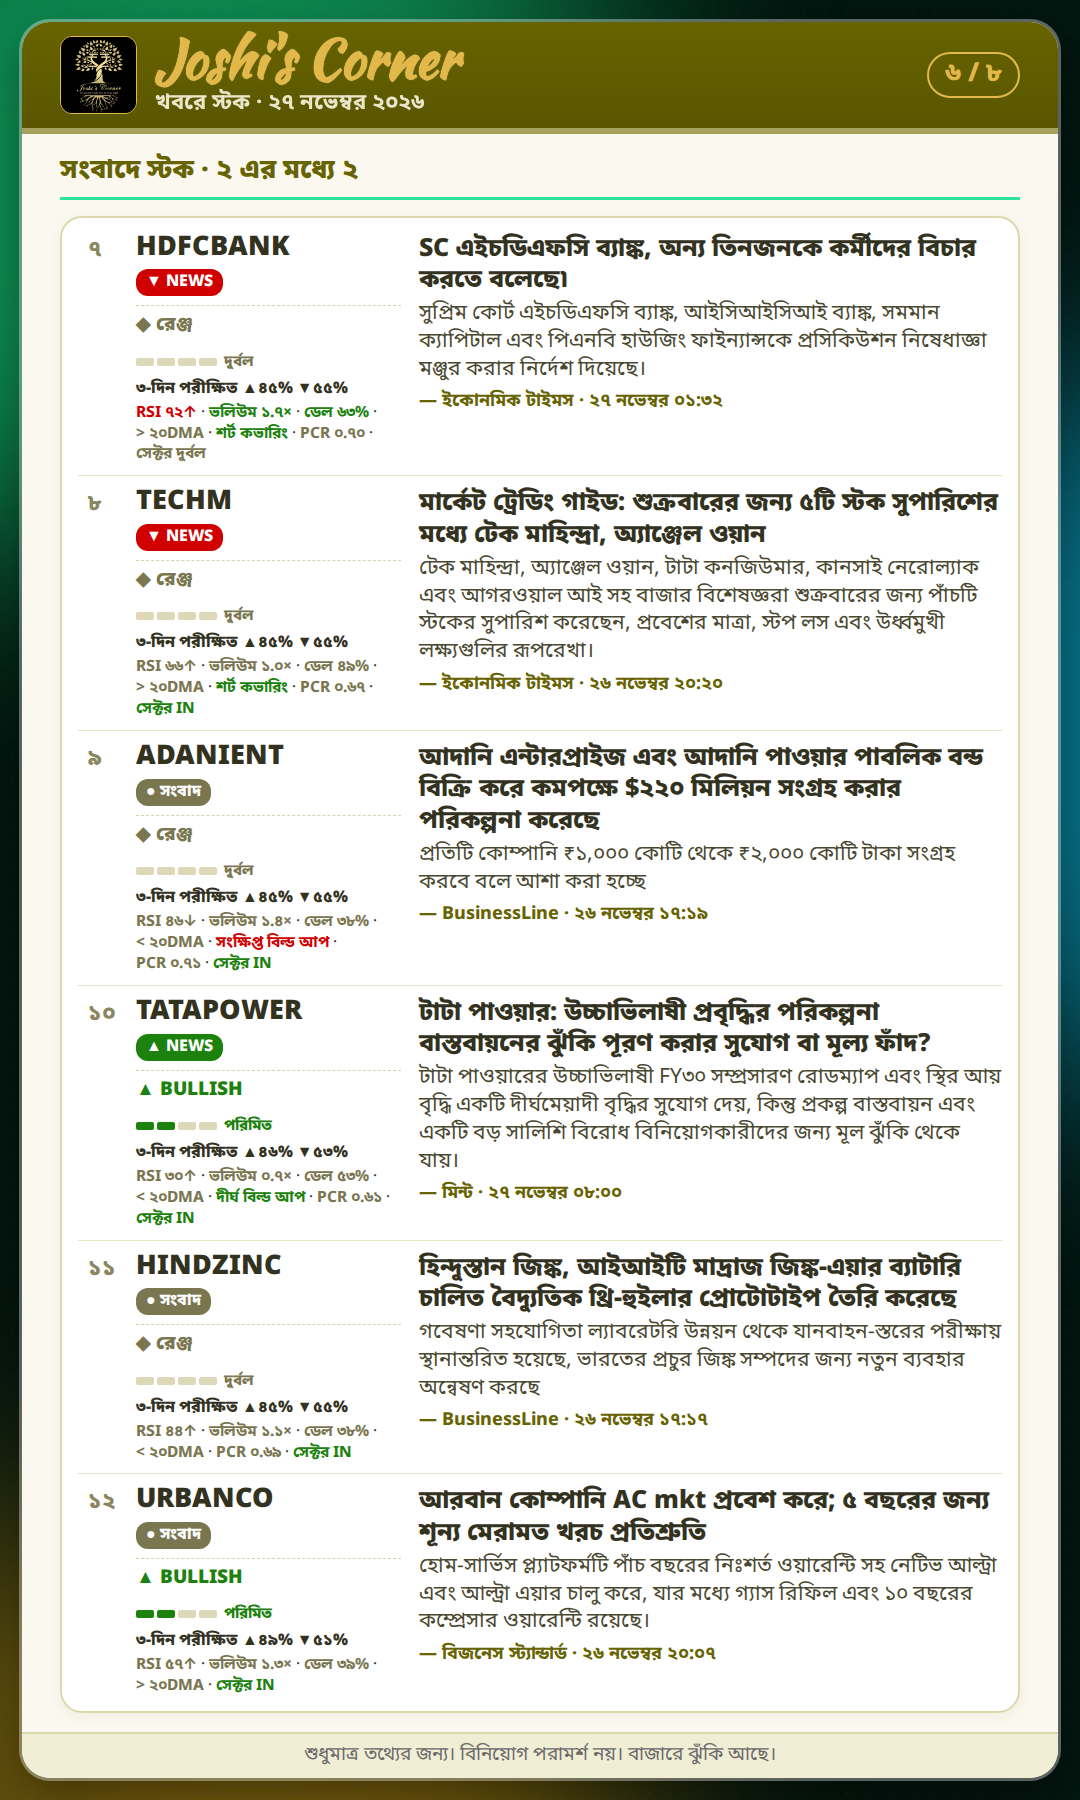 Joshi's Corner
খবরে স্টক · ২৭ নভেম্বর ২০২৬
৬ / ৮
সংবাদে স্টক · ২ এর মধ্যে ২
৭
HDFCBANK
▼ NEWS
◆ রেঞ্জ
দুর্বল
৩-দিন পরীক্ষিত ▲৪৫% ▼৫৫%
RSI ৭২↑ · ভলিউম ১.৭× · ডেল ৬৩% ·
> ২০DMA · শর্ট কভারিং · PCR ০.৭০ ·
সেক্টর দুর্বল
SC এইচডিএফসি ব্যাঙ্ক, অন্য তিনজনকে কর্মীদের বিচার
করতে বলেছে৷
সুপ্রিম কোর্ট এইচডিএফসি ব্যাঙ্ক, আইসিআইসিআই ব্যাঙ্ক, সমমান
ক্যাপিটাল এবং পিএনবি হাউজিং ফাইন্যান্সকে প্রসিকিউশন নিষেধাজ্ঞা
মঞ্জুর করার নির্দেশ দিয়েছে।
— ইকোনমিক টাইমস · ২৭ নভেম্বর ০১:৩২
৮
TECHM
▼ NEWS
◆ রেঞ্জ
দুর্বল
৩-দিন পরীক্ষিত ▲৪৫% ▼৫৫%
RSI ৬৬↑ · ভলিউম ১.০× · ডেল ৪৯% ·
> ২০DMA · শর্ট কভারিং · PCR ০.৬৭ ·
সেক্টর IN
মার্কেট ট্রেডিং গাইড: শুক্রবারের জন্য ৫টি স্টক সুপারিশের
মধ্যে টেক মাহিন্দ্রা, অ্যাঞ্জেল ওয়ান
টেক মাহিন্দ্রা, অ্যাঞ্জেল ওয়ান, টাটা কনজিউমার, কানসাই নেরোল্যাক
এবং আগরওয়াল আই সহ বাজার বিশেষজ্ঞরা শুক্রবারের জন্য পাঁচটি
স্টকের সুপারিশ করেছেন, প্রবেশের মাত্রা, স্টপ লস এবং উর্ধ্বমুখী
লক্ষ্যগুলির রূপরেখা।
— ইকোনমিক টাইমস · ২৬ নভেম্বর ২০:২০
৯
ADANIENT
● সংবাদ
◆ রেঞ্জ
দুর্বল
৩-দিন পরীক্ষিত ▲৪৫% ▼৫৫%
RSI ৪৬↓ · ভলিউম ১.৪× · ডেল ৩৮% ·
< ২০DMA · সংক্ষিপ্ত বিল্ড আপ ·
PCR ০.৭১ · সেক্টর IN
আদানি এন্টারপ্রাইজ এবং আদানি পাওয়ার পাবলিক বন্ড
বিক্রি করে কমপক্ষে $২২০ মিলিয়ন সংগ্রহ করার
পরিকল্পনা করেছে
প্রতিটি কোম্পানি ₹১,০০০ কোটি থেকে ₹২,০০০ কোটি টাকা সংগ্রহ
করবে বলে আশা করা হচ্ছে
— BusinessLine · ২৬ নভেম্বর ১৭:১৯
১০
TATAPOWER
▲ NEWS
▲ BULLISH
পরিমিত
৩-দিন পরীক্ষিত ▲৪৬% ▼৫৩%
RSI ৩০↑ · ভলিউম ০.৭× · ডেল ৫৩% ·
< ২০DMA · দীর্ঘ বিল্ড আপ · PCR ০.৬১ ·
সেক্টর IN
টাটা পাওয়ার: উচ্চাভিলাষী প্রবৃদ্ধির পরিকল্পনা
বাস্তবায়নের ঝুঁকি পূরণ করার সুযোগ বা মূল্য ফাঁদ?
টাটা পাওয়ারের উচ্চাভিলাষী FY৩০ সম্প্রসারণ রোডম্যাপ এবং স্থির আয়
বৃদ্ধি একটি দীর্ঘমেয়াদী বৃদ্ধির সুযোগ দেয়, কিন্তু প্রকল্প বাস্তবায়ন এবং
একটি বড় সালিশি বিরোধ বিনিয়োগকারীদের জন্য মূল ঝুঁকি থেকে
যায়।
— মিন্ট · ২৭ নভেম্বর ০৮:০০
১১
HINDZINC
● সংবাদ
◆ রেঞ্জ
দুর্বল
৩-দিন পরীক্ষিত ▲৪৫% ▼৫৫%
RSI ৪৪↑ · ভলিউম ১.১× · ডেল ৩৮% ·
< ২০DMA · PCR ০.৬৯ · সেক্টর IN
হিন্দুস্তান জিঙ্ক, আইআইটি মাদ্রাজ জিঙ্ক-এয়ার ব্যাটারি
চালিত বৈদ্যুতিক থ্রি-হুইলার প্রোটোটাইপ তৈরি করেছে
গবেষণা সহযোগিতা ল্যাবরেটরি উন্নয়ন থেকে যানবাহন-স্তরের পরীক্ষায়
স্থানান্তরিত হয়েছে, ভারতের প্রচুর জিঙ্ক সম্পদের জন্য নতুন ব্যবহার
অন্বেষণ করছে
— BusinessLine · ২৬ নভেম্বর ১৭:১৭
১২
URBANCO
● সংবাদ
▲ BULLISH
পরিমিত
৩-দিন পরীক্ষিত ▲৪৯% ▼৫১%
RSI ৫৭↑ · ভলিউম ১.৩× · ডেল ৩৯% ·
> ২০DMA · সেক্টর IN
আরবান কোম্পানি AC mkt প্রবেশ করে; ৫ বছরের জন্য
শূন্য মেরামত খরচ প্রতিশ্রুতি
হোম-সার্ভিস প্ল্যাটফর্মটি পাঁচ বছরের নিঃশর্ত ওয়ারেন্টি সহ নেটিভ আল্ট্রা
এবং আল্ট্রা এয়ার চালু করে, যার মধ্যে গ্যাস রিফিল এবং ১০ বছরের
কম্প্রেসার ওয়ারেন্টি রয়েছে।
— বিজনেস স্ট্যান্ডার্ড · ২৬ নভেম্বর ২০:০৭
শুধুমাত্র তথ্যের জন্য। বিনিয়োগ পরামর্শ নয়। বাজারে ঝুঁকি আছে।